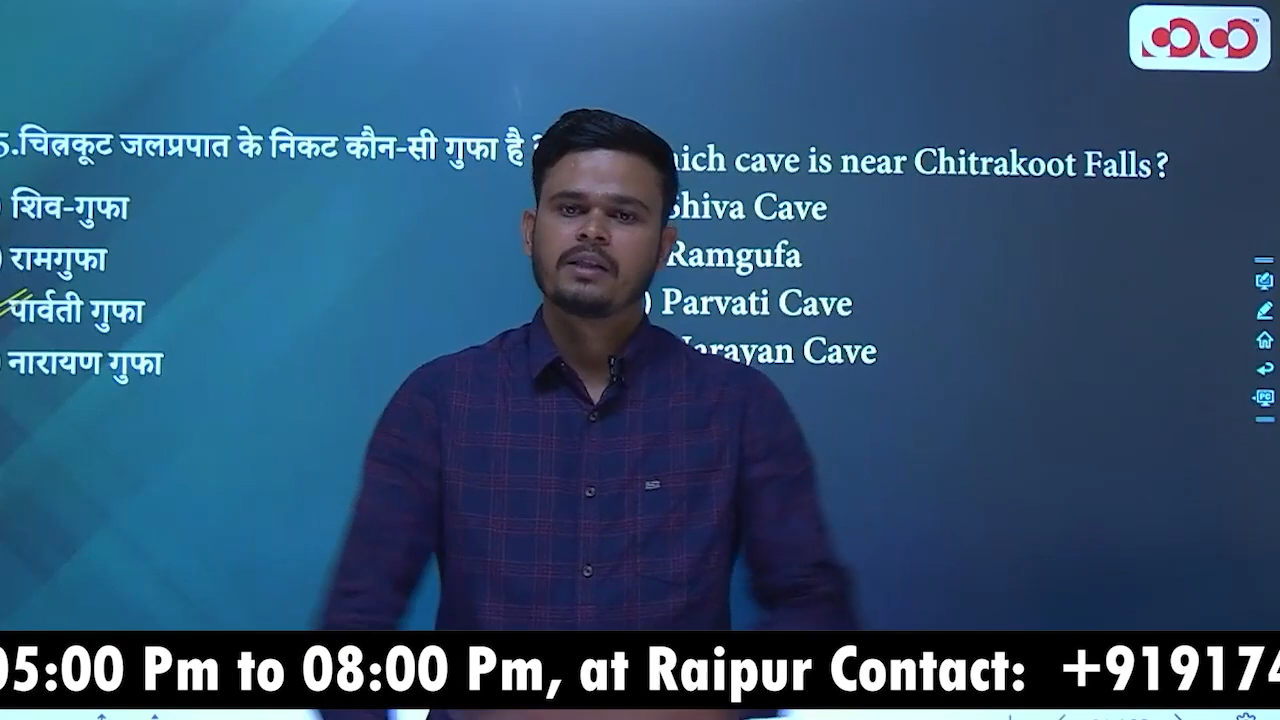 5.चित्रकूट जलप्रपात के निकट कौन-सी गुफा है ?
शिव-गुफा
रामगुफा
पार्वती गुफा
नारायण गुफा
cave is near Chitrakoot Falls?
Shiva Cave
Ramgufa
) Parvati Cave
Narayan Cave
PC
05:00 Pm to 08:00 Pm, at Raipur Contact: +919174